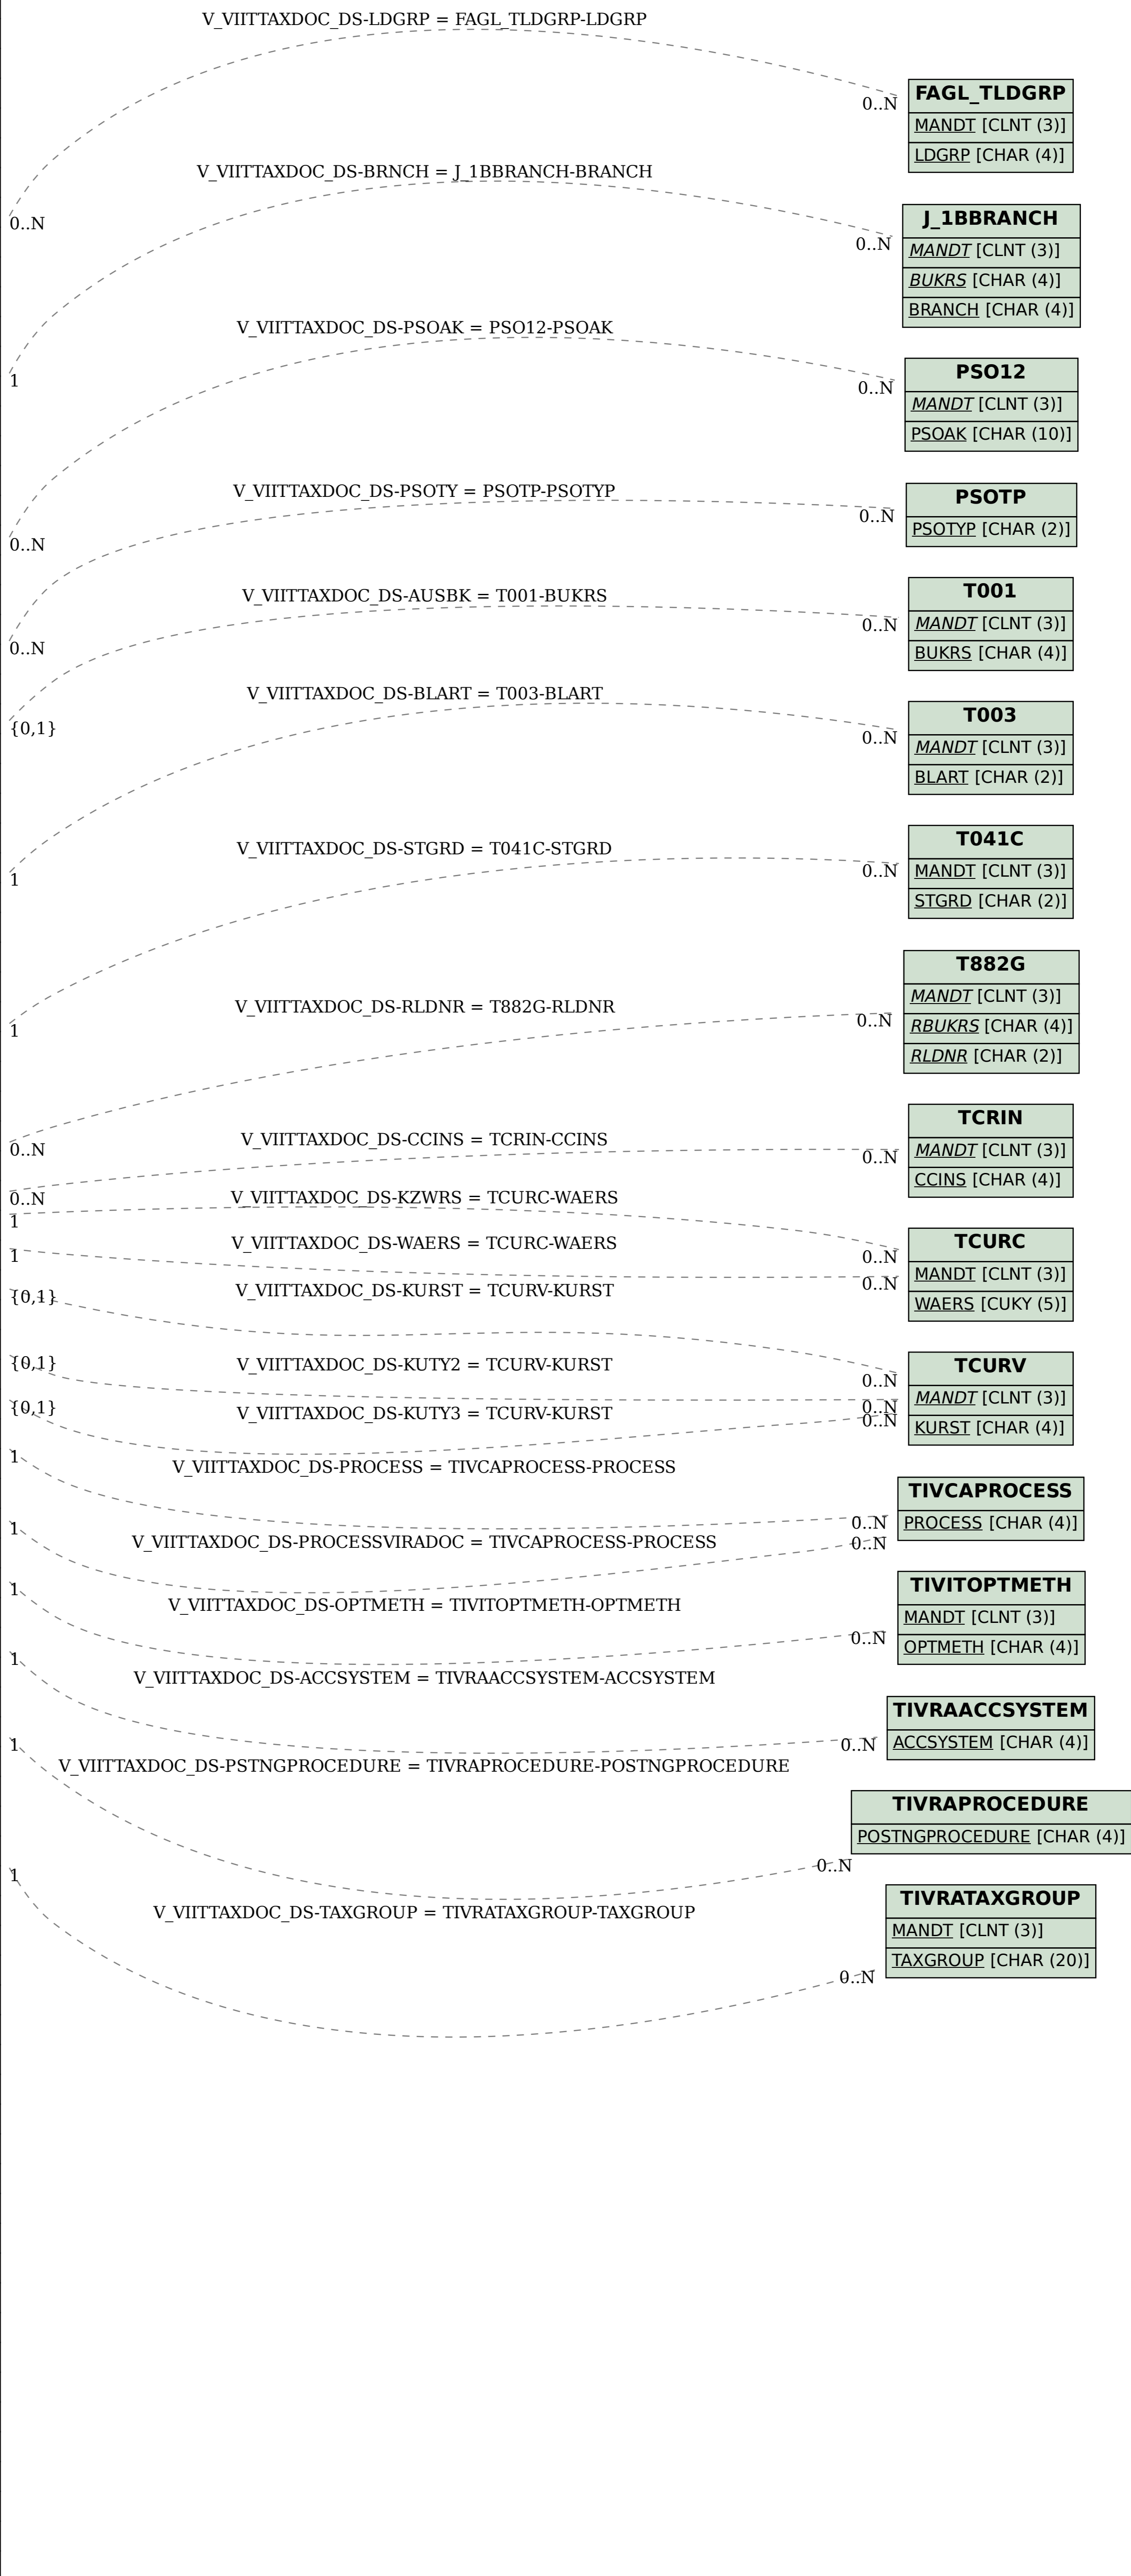 V_VIITTAXDOC_DS-LDGRP = FAGL_TLDGRP-LDGRP
FAGL_TLDGRP
0..N
MANDT [CLNT (3)]
LDGRP [CHAR (4)]
V_VIITTAXDOC_DS-BRNCH = J_1BBRANCH-BRANCH
0..N
J_1BBRANCH
0..N
MANDT [CLNT (3)]
BUKRS [CHAR (4)]
BRANCH [CHAR (4)]
V_VIITTAXDOC_DS-PSOAK = PSO12-PSOAK
1
PSO12
0..N
MANDT [CLNT (3)]
PSOAK [CHAR (10)]
V_VIITTAXDOC_DS-PSOTY = PSOTP-PSOTYP
PSOTP
0..N
PSOTYP [CHAR (2)]
0..N
V_VIITTAXDOC_DS-AUSBK = T001-BUKRS
T001
0..N
MANDT [CLNT (3)]
0..N
BUKRS [CHAR (4)]
V_VIITTAXDOC_DS-BLART = T003-BLART
T003
{0,1}
0..N
MANDT [CLNT (3)]
BLART [CHAR (2)]
V_VIITTAXDOC_DS-STGRD = T041C-STGRD
T041C
1
0..N
MANDT [CLNT (3)]
STGRD [CHAR (2)]
T882G
V_VIITTAXDOC_DS-RLDNR = T882G-RLDNR
MANDT [CLNT (3)]
0..N
1
RBUKRS [CHAR (4)]
RLDNR [CHAR (2)]
TCRIN
V_VIITTAXDOC_DS-CCINS = TCRIN-CCINS
0..N
0..N
MANDT [CLNT (3)]
CCINS [CHAR (4)]
0..N
V_VIITTAXDOC_DS-KZWRS = TCURC-WAERS
1
V_VIITTAXDOC_DS-WAERS = TCURC-WAERS
TCURC
1
0..N
MANDT [CLNT (3)]
0..N
{0,1}
V_VIITTAXDOC_DS-KURST = TCURV-KURST
WAERS [CUKY (5)]
{0,1}
V_VIITTAXDOC_DS-KUTY2 = TCURV-KURST
TCURV
0..N
MANDT [CLNT (3)]
{0,1}
V_VIITTAXDOC_DS-KUTY3 = TCURV-KURST
0..N
0..N
KURST [CHAR (4)]
1
V_VIITTAXDOC_DS-PROCESS = TIVCAPROCESS-PROCESS
TIVCAPROCESS
0..N
PROCESS [CHAR (4)]
1
V_VIITTAXDOC_DS-PROCESSVIRADOC = TIVCAPROCESS-PROCESS
0..N
TIVITOPTMETH
1
V_VIITTAXDOC_DS-OPTMETH = TIVITOPTMETH-OPTMETH
MANDT [CLNT (3)]
0..N
OPTMETH [CHAR (4)]
1
V_VIITTAXDOC_DS-ACCSYSTEM = TIVRAACCSYSTEM-ACCSYSTEM
TIVRAACCSYSTEM
0..N
ACCSYSTEM [CHAR (4)]
1
V_VIITTAXDOC_DS-PSTNGPROCEDURE = TIVRAPROCEDURE-POSTNGPROCEDURE
TIVRAPROCEDURE
POSTNGPROCEDURE [CHAR (4)]
0..N
1
TIVRATAXGROUP
V_VIITTAXDOC_DS-TAXGROUP = TIVRATAXGROUP-TAXGROUP
MANDT [CLNT (3)]
TAXGROUP [CHAR (20)]
0..N